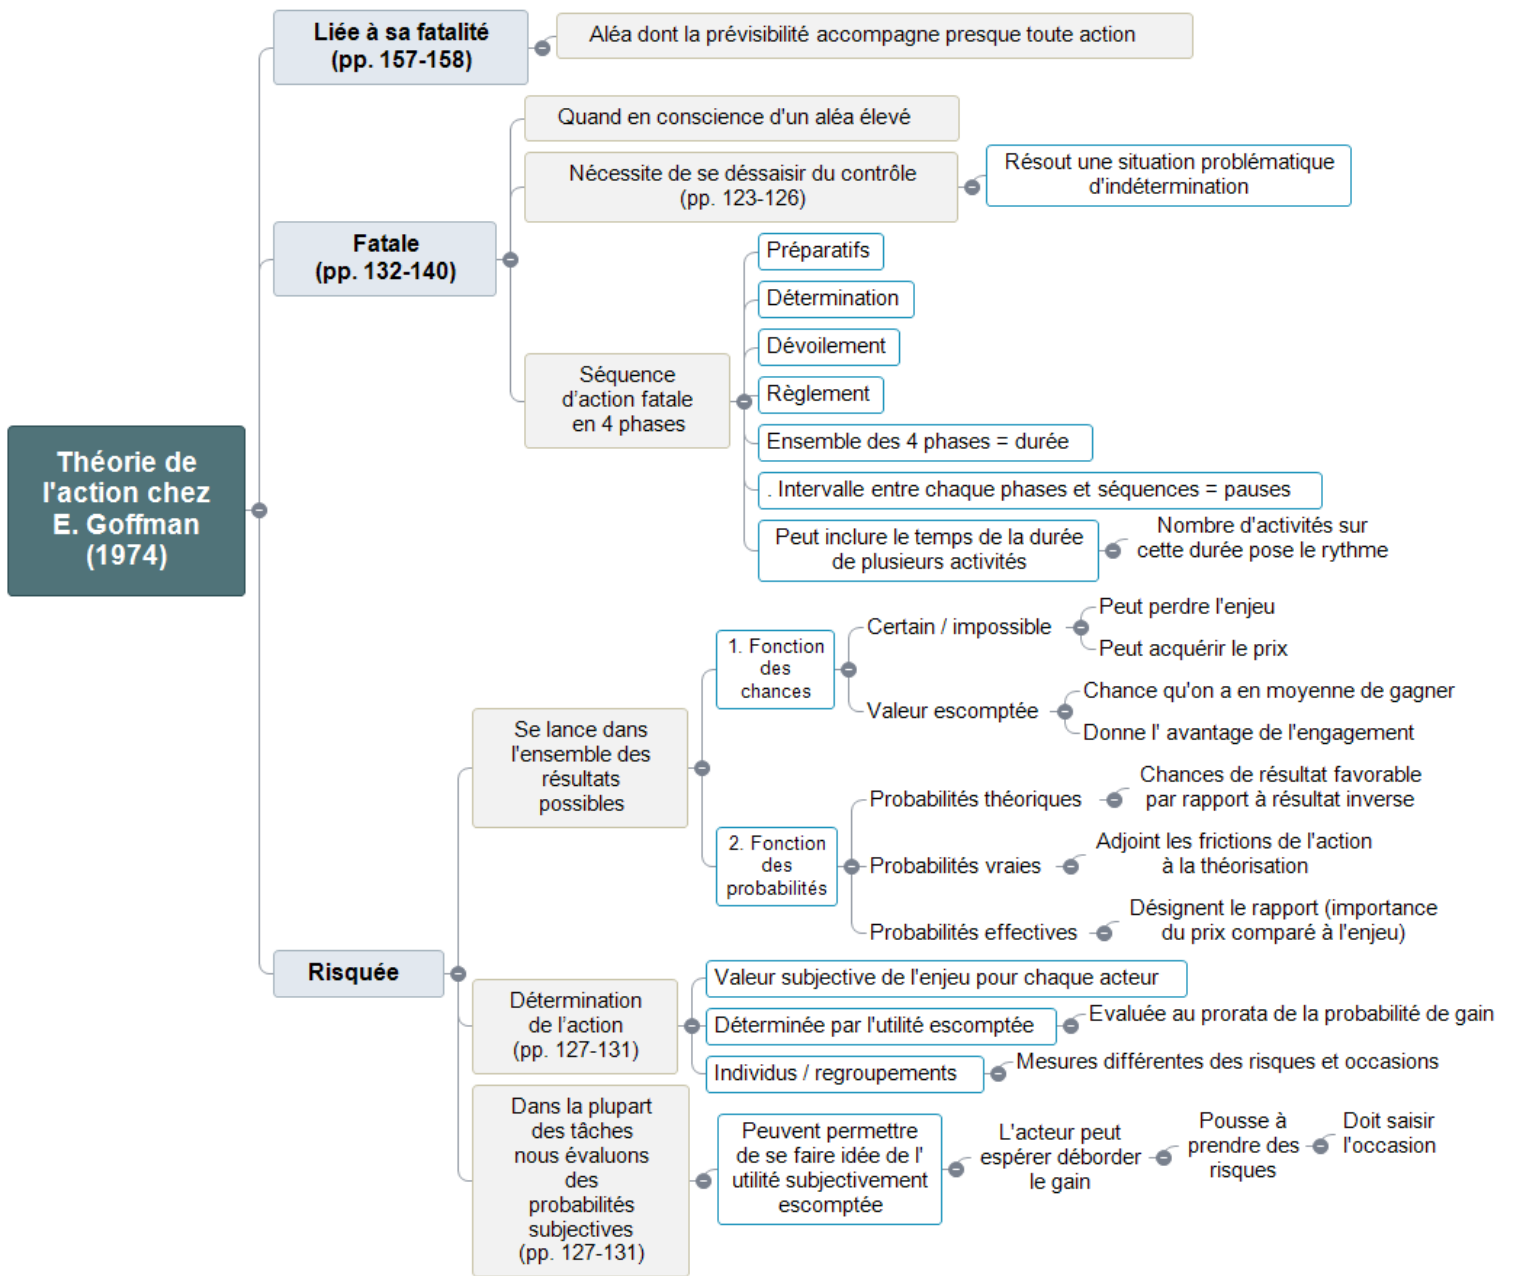 Théorie de
l'action chez
E. Goffman
(1974)
Liée à sa fatalité
(pp. 157-158)
Aléa dont la prévisibilité accompagne presque toute action
Fatale
(pp. 132-140)
Quand en conscience d'un aléa élevé
Nécessite de se déssaisir du contrôle
(pp. 123-126)
Résout une situation problématique
d'indétermination
Séquence
d’action fatale
en 4 phases
Préparatifs
Détermination
Dévoilement
Règlement
Ensemble des 4 phases = durée
. Intervalle entre chaque phases et séquences = pauses
Peut inclure le temps de la durée
de plusieurs activités
Nombre d'activités sur
cette durée pose le rythme
Risquée
Se lance dans
l'ensemble des
résultats
possibles
1. Fonction
des
chances
Certain / impossible
Peut perdre l'enjeu
Peut acquérir le prix
Valeur escomptée
Chance qu'on a en moyenne de gagner
Donne l' avantage de l'engagement
2. Fonction
des
probabilités
Probabilités théoriques
Chances de résultat favorable
par rapport à résultat inverse
Probabilités vraies
Adjoint les frictions de l'action
à la théorisation
Probabilités effectives
Désignent le rapport (importance
du prix comparé à l'enjeu)
Détermination
de l’action
(pp. 127-131)
Valeur subjective de l'enjeu pour chaque acteur
Déterminée par l'utilité escomptée
Evaluée au prorata de la probabilité de gain
Individus / regroupements
Mesures différentes des risques et occasions
Dans la plupart
des tâches
nous évaluons
des
probabilités
subjectives
(pp. 127-131)
Peuvent permettre
de se faire idée de l'
utilité subjectivement
escomptée
L'acteur peut
espérer déborder
le gain
Pousse à
prendre des
risques
Doit saisir
l'occasion